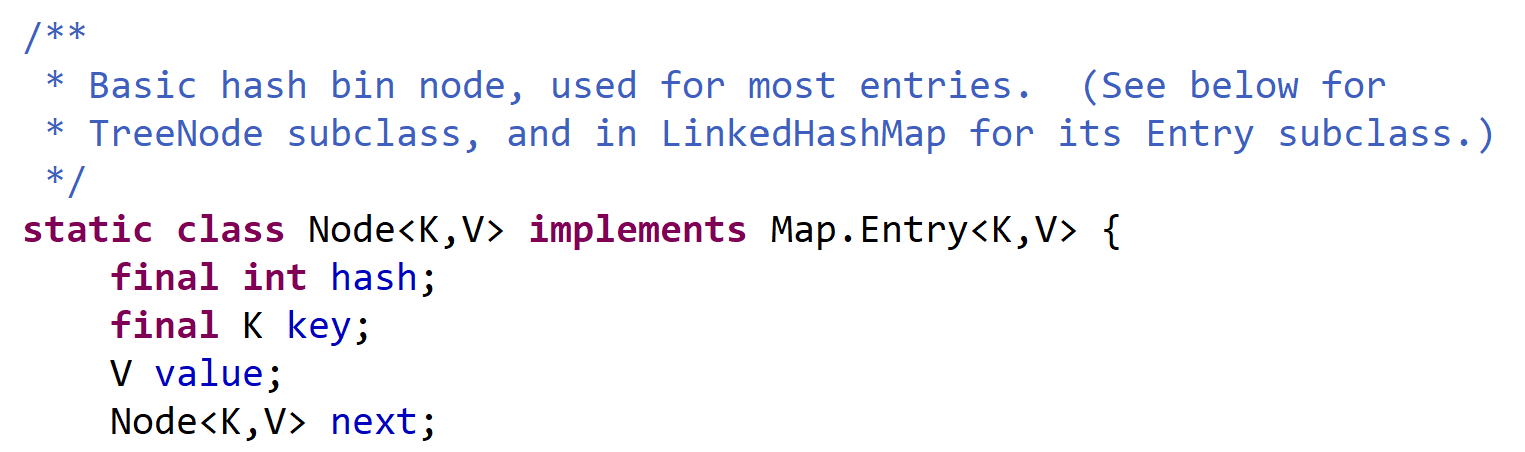 /**
 * Basic hash bin node, used for most entries.  (See below for
 * TreeNode subclass, and in LinkedHashMap for its Entry subclass.)
 */
static class Node<K,V> implements Map.Entry<K,V> {
    final int hash;
    final K key;
    V value;
    Node<K,V> next;